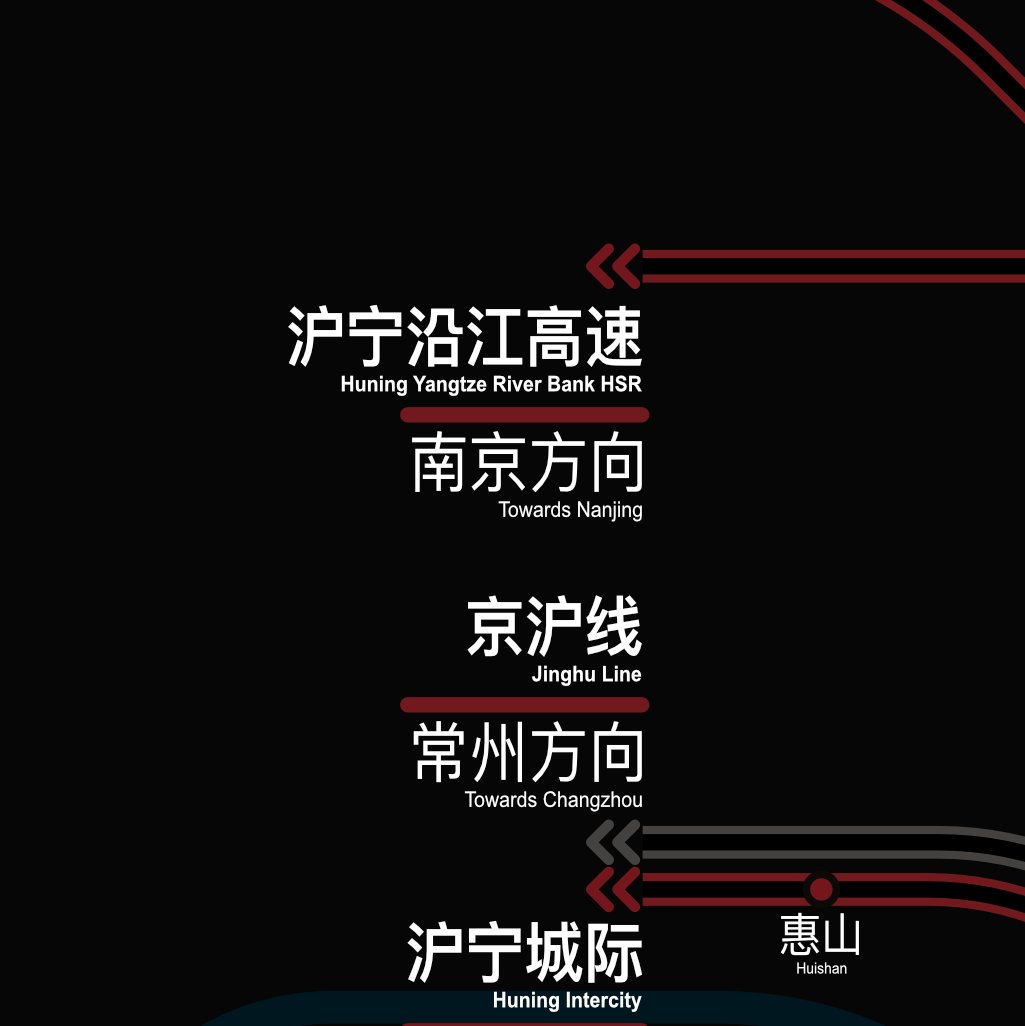 沪宁沿江高速
Huning Yangtze River Bank HSR
南京方向
Towards Nanjing
京沪线
Jinghu Line
常州方向
Towards Changzhou
惠山
Huishan
沪宁城际
Huning Intercity